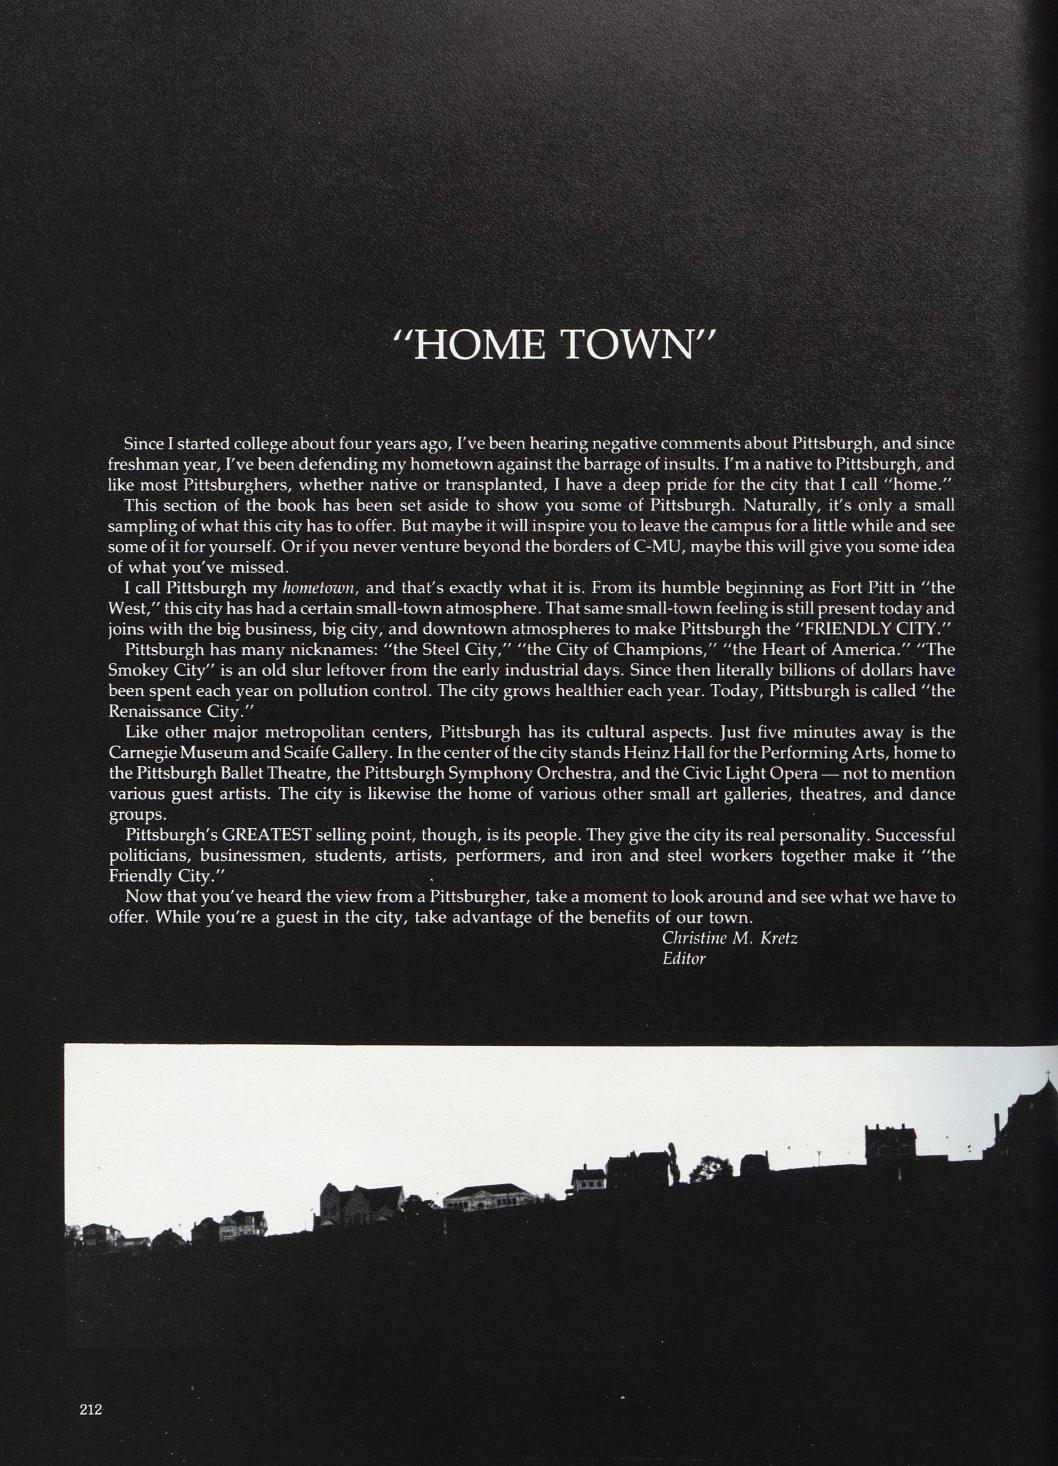 "HOME TOWN"
Since I started college about four years ago, I've been hearing negative comments about Pittsburgh, and since
freshman year, I've been defending my hometown against the barrage of insults. I'm a native to Pittsburgh, and
like most Pittsburghers, whether native or transplanted, I have a deep pride for the city that I call "home."
This section of the book has been set aside to show you some of Pittsburgh. Naturally, it's only a small
sampling of what this city has to offer. But maybe it will inspire you to leave the campus for a little while and see
some of it for yourself. Or if you never venture beyond the borders of C-MU, maybe this will give you some idea
of what you've missed.
I call Pittsburgh my hometown, and that's exactly what it is. From its humble beginning as Fort Pitt in "the
West," this city has had a certain small-town atmosphere. That same small-town feeling is still present today and
joins with the big business, big city, and downtown atmospheres to make Pittsburgh the "FRIENDLY CITY."
Pittsburgh has many nicknames: "the Steel City," "the City of Champions," "the Heart of America." "The
Smokey City" is an old slur leftover from the early industrial days. Since then literally billions of dollars have
been spent each year on pollution control. The city grows healthier each year. Today, Pittsburgh is called "the
Renaissance City."
Like other major metropolitan centers, Pittsburgh has its cultural aspects. Just five minutes away is the
Carnegie Museum and Scaife Gallery. In the center of the city stands Heinz Hall for the Performing Arts, home to
the Pittsburgh Ballet Theatre, the Pittsburgh Symphony Orchestra, and the Civic Light Opera — not to mention
various guest artists. The city is likewise the home of various other small art galleries, theatres, and dance
groups.
Pittsburgh's GREATEST selling point, though, is its people. They give the city its real personality. Successful
politicians, businessmen, students, artists, performers, and iron and steel workers together make it "the
Friendly City."
Now that you've heard the view from a Pittsburgher, take a moment to look around and see what we have to
offer. While you're a guest in the city, take advantage of the benefits of our town.
Christine M. Kretz
Editor
212